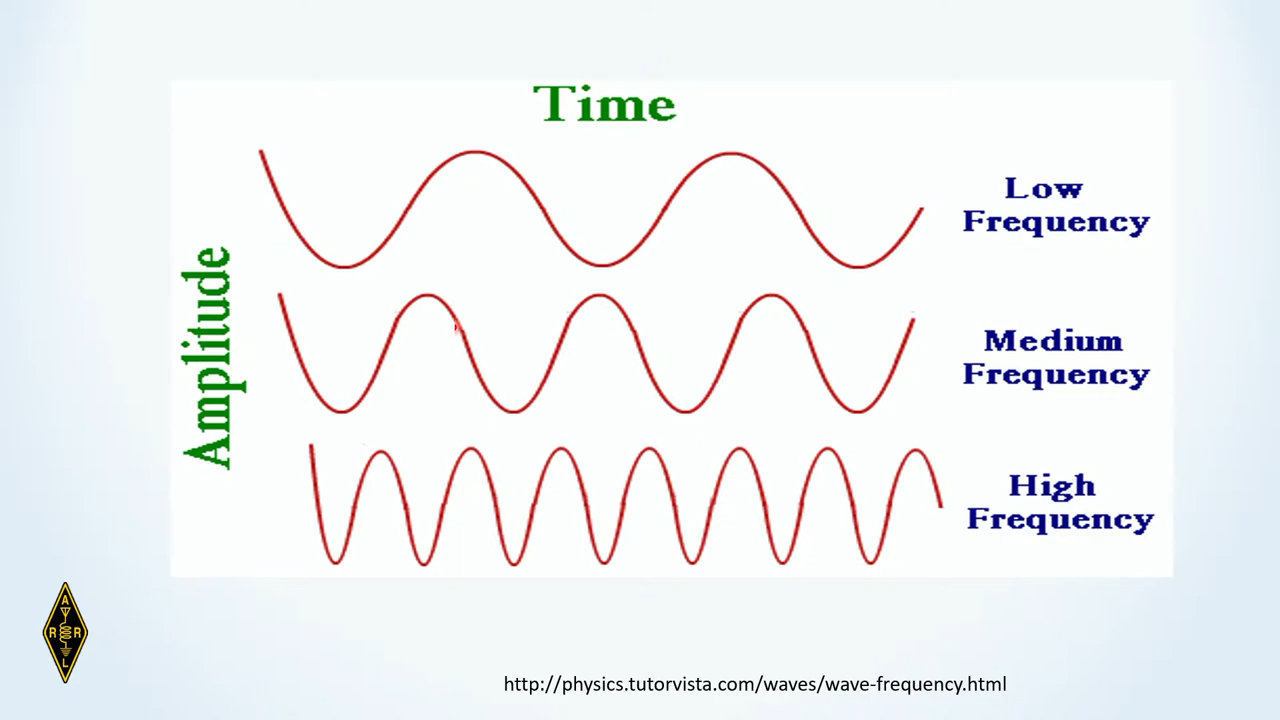 Time
Amplitude
Low
Frequency
Medium
Frequency
High
Frequency
A
R R
L
http://physics.tutorvista.com/waves/wave-frequency.html